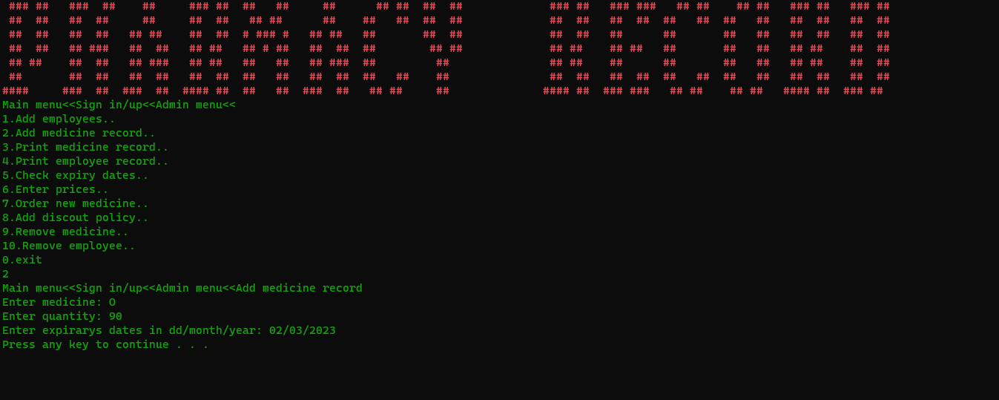 PHARMACY RECORD
Main menu<<Sign in/up<<Admin menu<<
1.Add employees..
2.Add medicine record..
3.Print medicine record..
4.Print employee record..
5.Check expiry dates..
6.Enter prices..
7.Order new medicine..
8.Add discout policy..
9.Remove medicine..
10.Remove employee..
0.exit
2
Main menu<<Sign in/up<<Admin menu<<Add medicine record
Enter medicine: O
Enter quantity: 90
Enter expirarys dates in dd/month/year: 02/03/2023
Press any key to continue . . .